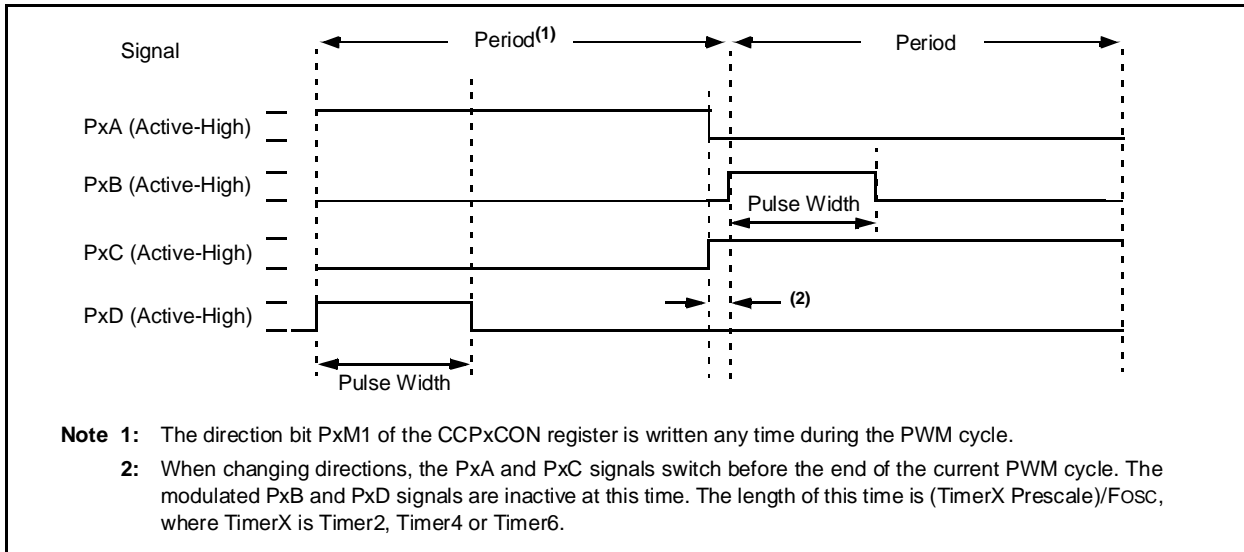 Signal
Period(1)
Period
PxA (Active-High)
PxB (Active-High)
Pulse Width
PxC (Active-High)
(2)
PxD (Active-High)
Pulse Width
Note 1: The direction bit PxM1 of the CCPxCON register is written any time during the PWM cycle.
2: When changing directions, the PxA and PxC signals switch before the end of the current PWM cycle. The
modulated PxB and PxD signals are inactive at this time. The length of this time is (TimerX Prescale)/FOSC,
where TimerX is Timer2, Timer4 or Timer6.